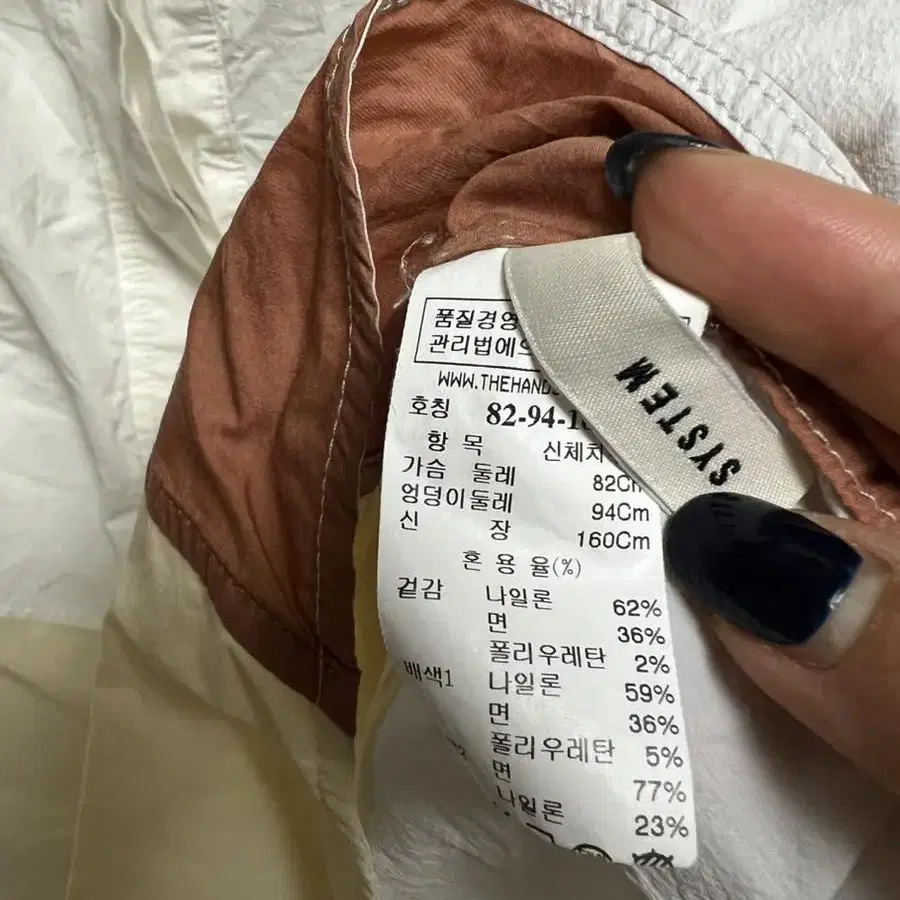 품질경영
관리법에의
WWW.THEHANDS
호칭 82-94-1
항 목 신체치
가슴 둘레 82Cm
엉덩이둘레 94Cm
신 장 160Cm
혼 용 율(%)
겉감 나일론 62%
면 36%
폴리우레탄 2%
배색1 나일론 59%
면 36%
폴리우레탄 5%
면 77%
나일론 23%
SYSTEM